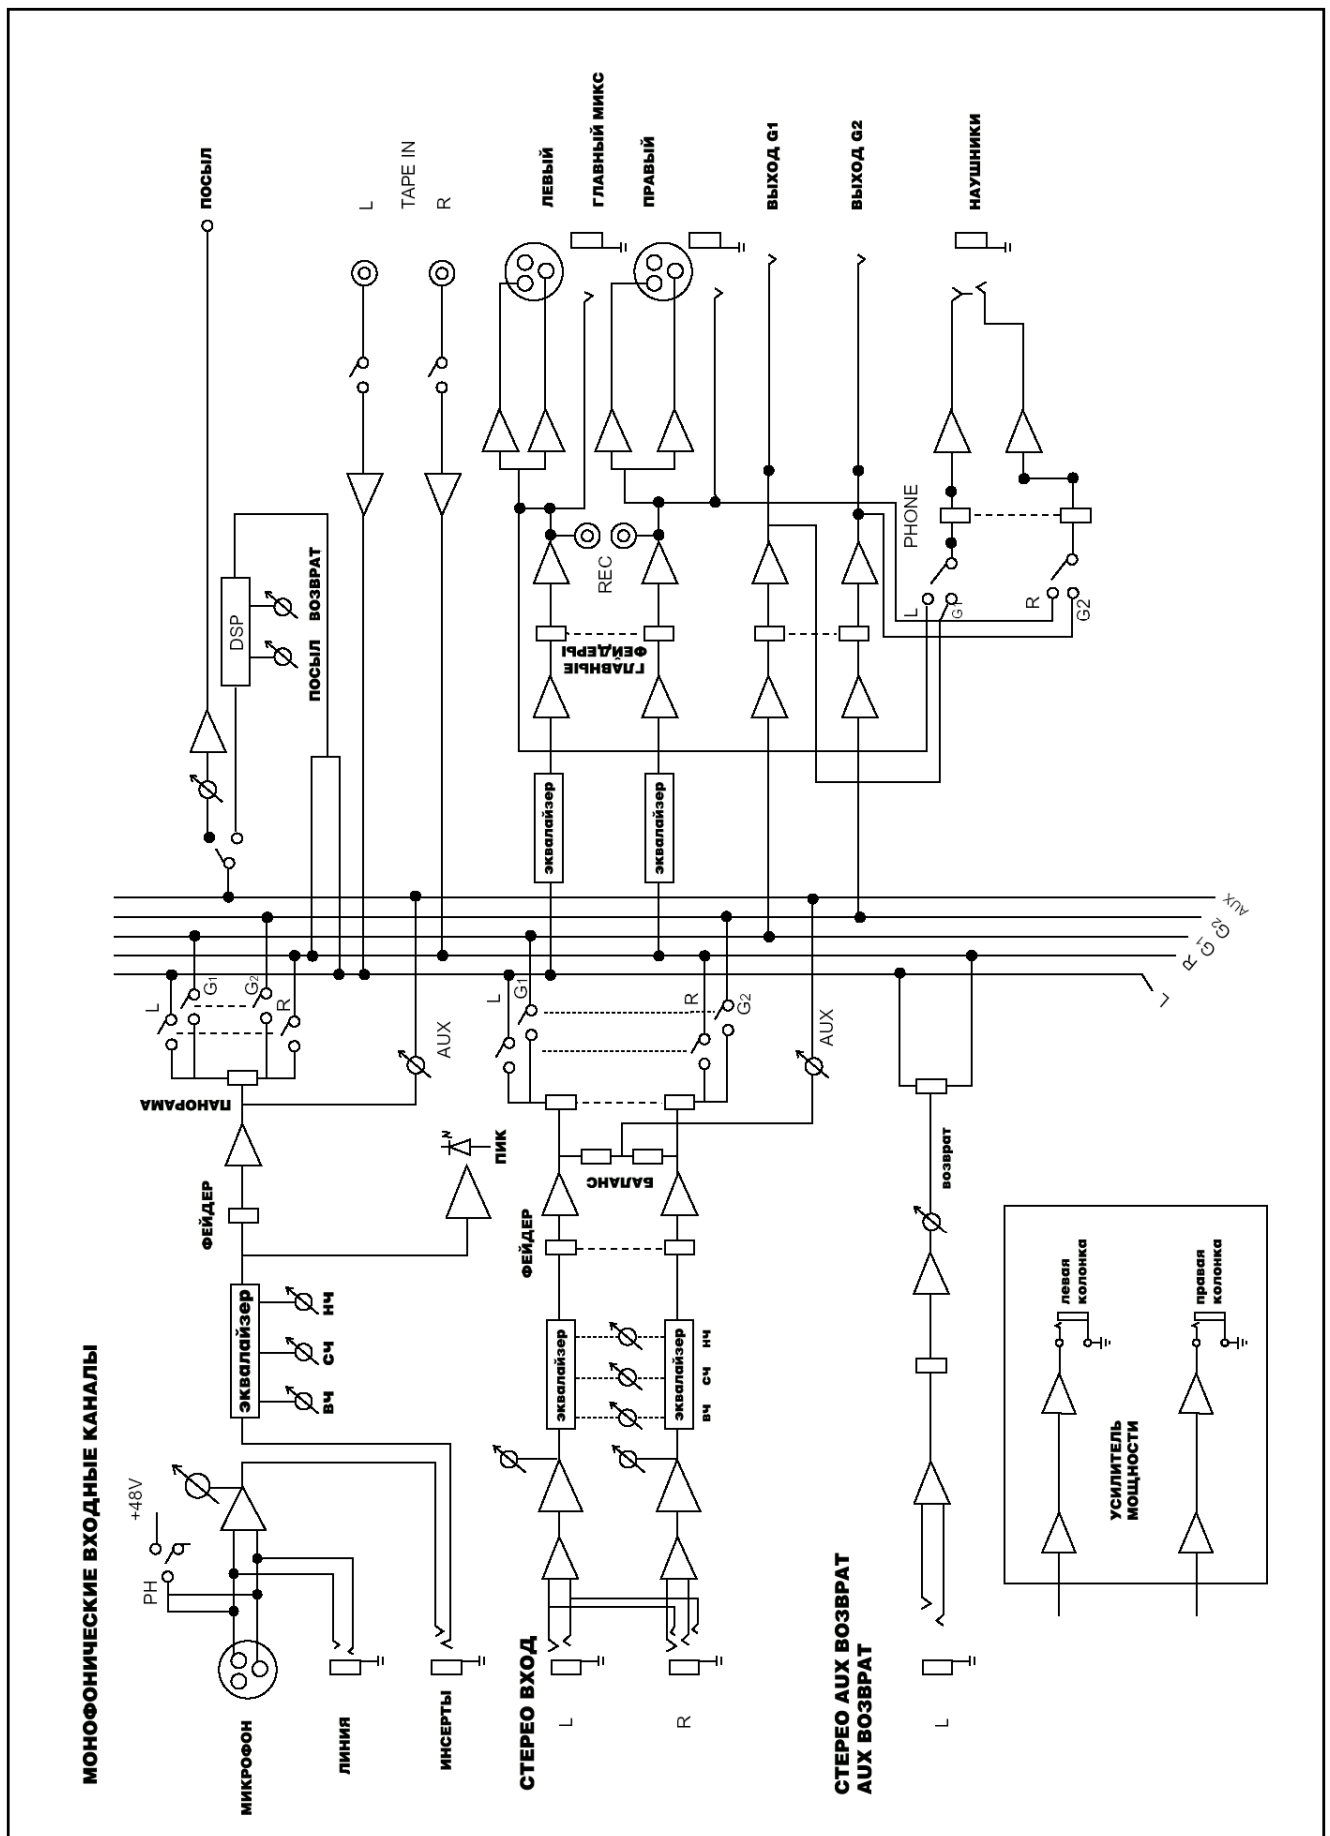 МОНОФОНИЧЕСКИЕ ВХОДНЫЕ КАНАЛЫ
МИКРОФОН
PH
+48V
ЛИНИЯ
ИНСЕРТЫ
эквалайзер
ВЧ
СЧ
НЧ
ФЕЙДЕР
ПИК
N
ПАНОРАМА
L
G1
G2
R
AUX
СТЕРЕО ВХОД
L
R
эквалайзер
эквалайзер
ВЧ
СЧ
НЧ
ФЕЙДЕР
БАЛАНС
L
G1
R
G2
AUX
СТЕРЕО AUX ВОЗВРАТ
AUX ВОЗВРАТ
L
возврат
УСИЛИТЕЛЬ
МОЩНОСТИ
левая
колонка
правая
колонка
L
R
G1
G2
AUX
DSP
ПОСЫЛ
ВОЗВРАТ
ПОСЫЛ
L
TAPE IN
R
эквалайзер
эквалайзер
ГЛАВНЫЕ
ФЕЙДЕРЫ
REC
ЛЕВЫЙ
ГЛАВНЫЙ МИКС
ПРАВЫЙ
ВЫХОД G1
ВЫХОД G2
L
G1
R
G2
PHONE
НАУШНИКИ